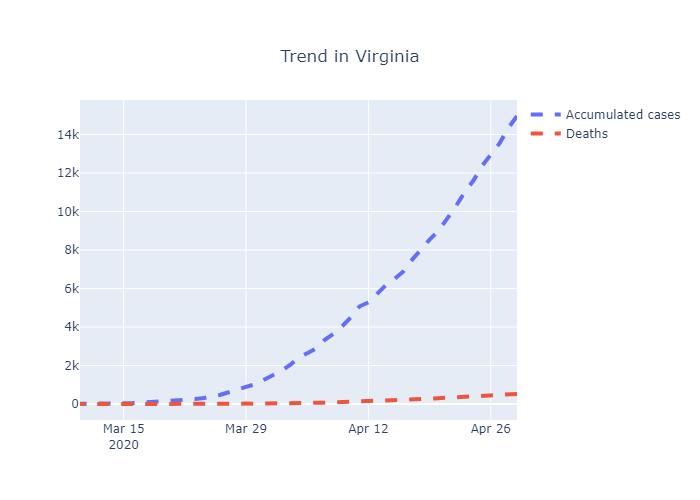 Trend in Virginia
Accumulated cases
Deaths
14k
12k
10k
8k
6k
4k
2k
0
Mar 15
2020
Mar 29
Apr 12
Apr 26